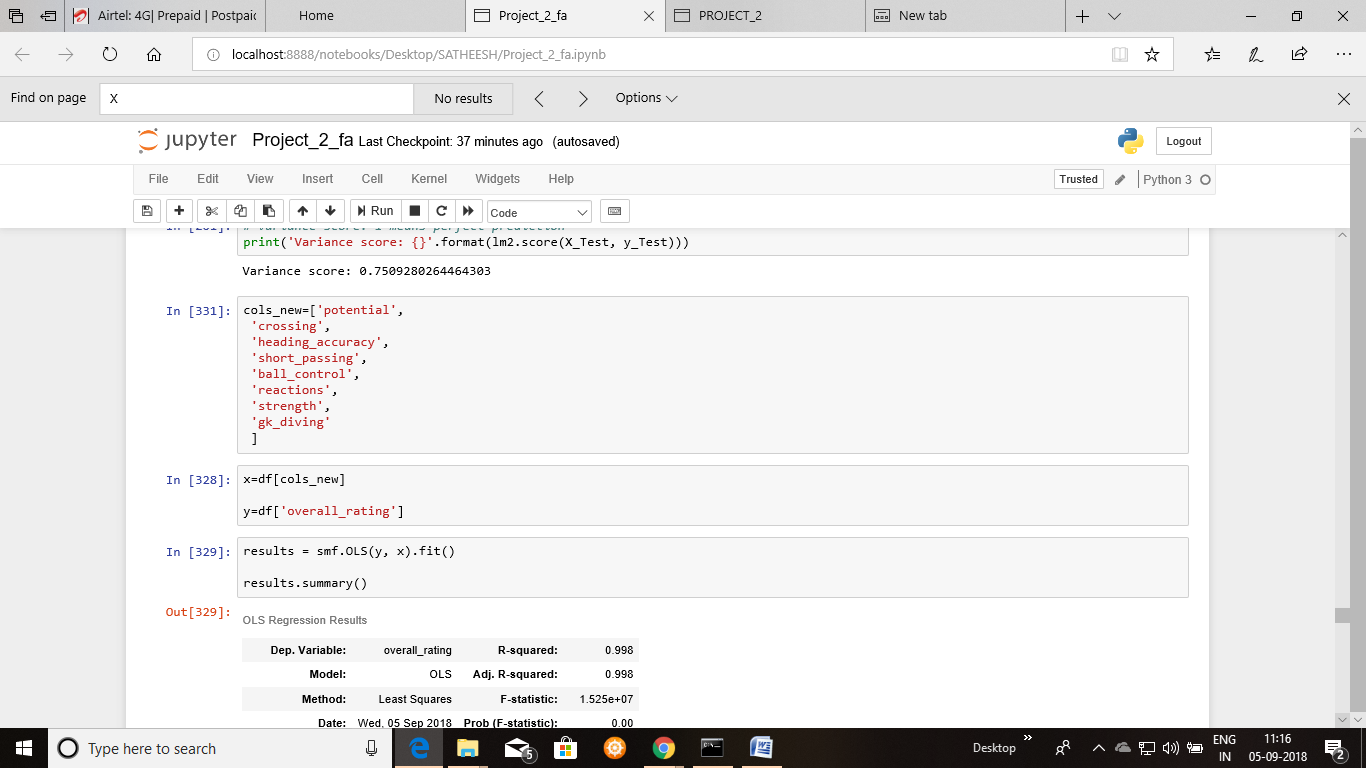 Airtel: 4G| Prepaid | Postpaid
Home
Project_2_fa
PROJECT_2
New tab
localhost:8888/notebooks/Desktop/SATHEESH/Project_2_fa.ipynb
Find on page
X
No results
Options
jupyter
Project_2_fa Last Checkpoint: 37 minutes ago (autosaved)
Logout
File Edit View Insert Cell Kernel Widgets Help
Trusted
Python 3
Run
Code
print('Variance score: {}'.format(lm2.score(X_Test, y_Test)))
Variance score: 0.7509280264464303
In [331]: cols_new=['potential',
'crossing',
'heading_accuracy',
'short_passing',
'ball_control',
'reactions',
'strength',
'gk_diving'
]
In [328]: x=df[cols_new]
y=df['overall_rating']
In [329]: results = smf.OLS(y, x).fit()
results.summary()
Out[329]:
OLS Regression Results
Dep. Variable: overall_rating R-squared: 0.998
Model: OLS Adj. R-squared: 0.998
Method: Least Squares F-statistic: 1.525e+07
Date: Wed, 05 Sep 2018 Prob (F-statistic): 0.00
Type here to search
5
Desktop
ENG
IN
11:16
05-09-2018
2